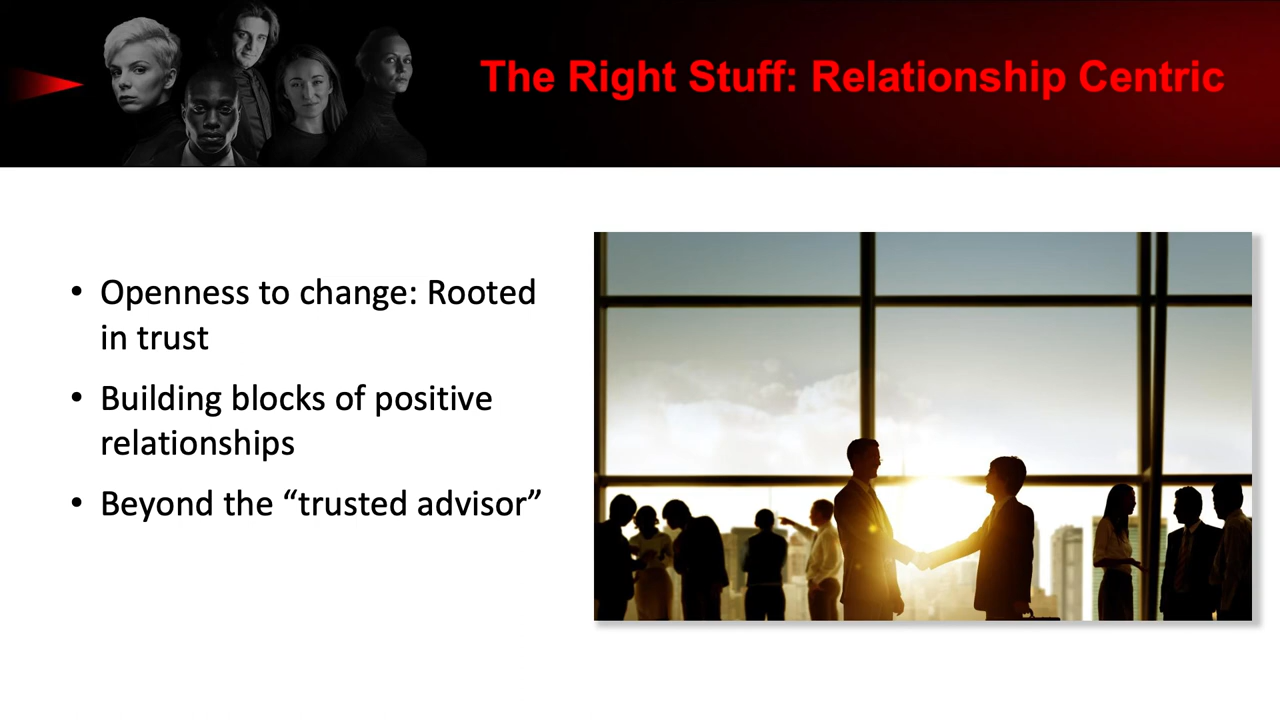 The Right Stuff: Relationship Centric
• Openness to change: Rooted
in trust
• Building blocks of positive
relationships
• Beyond the “trusted advisor”